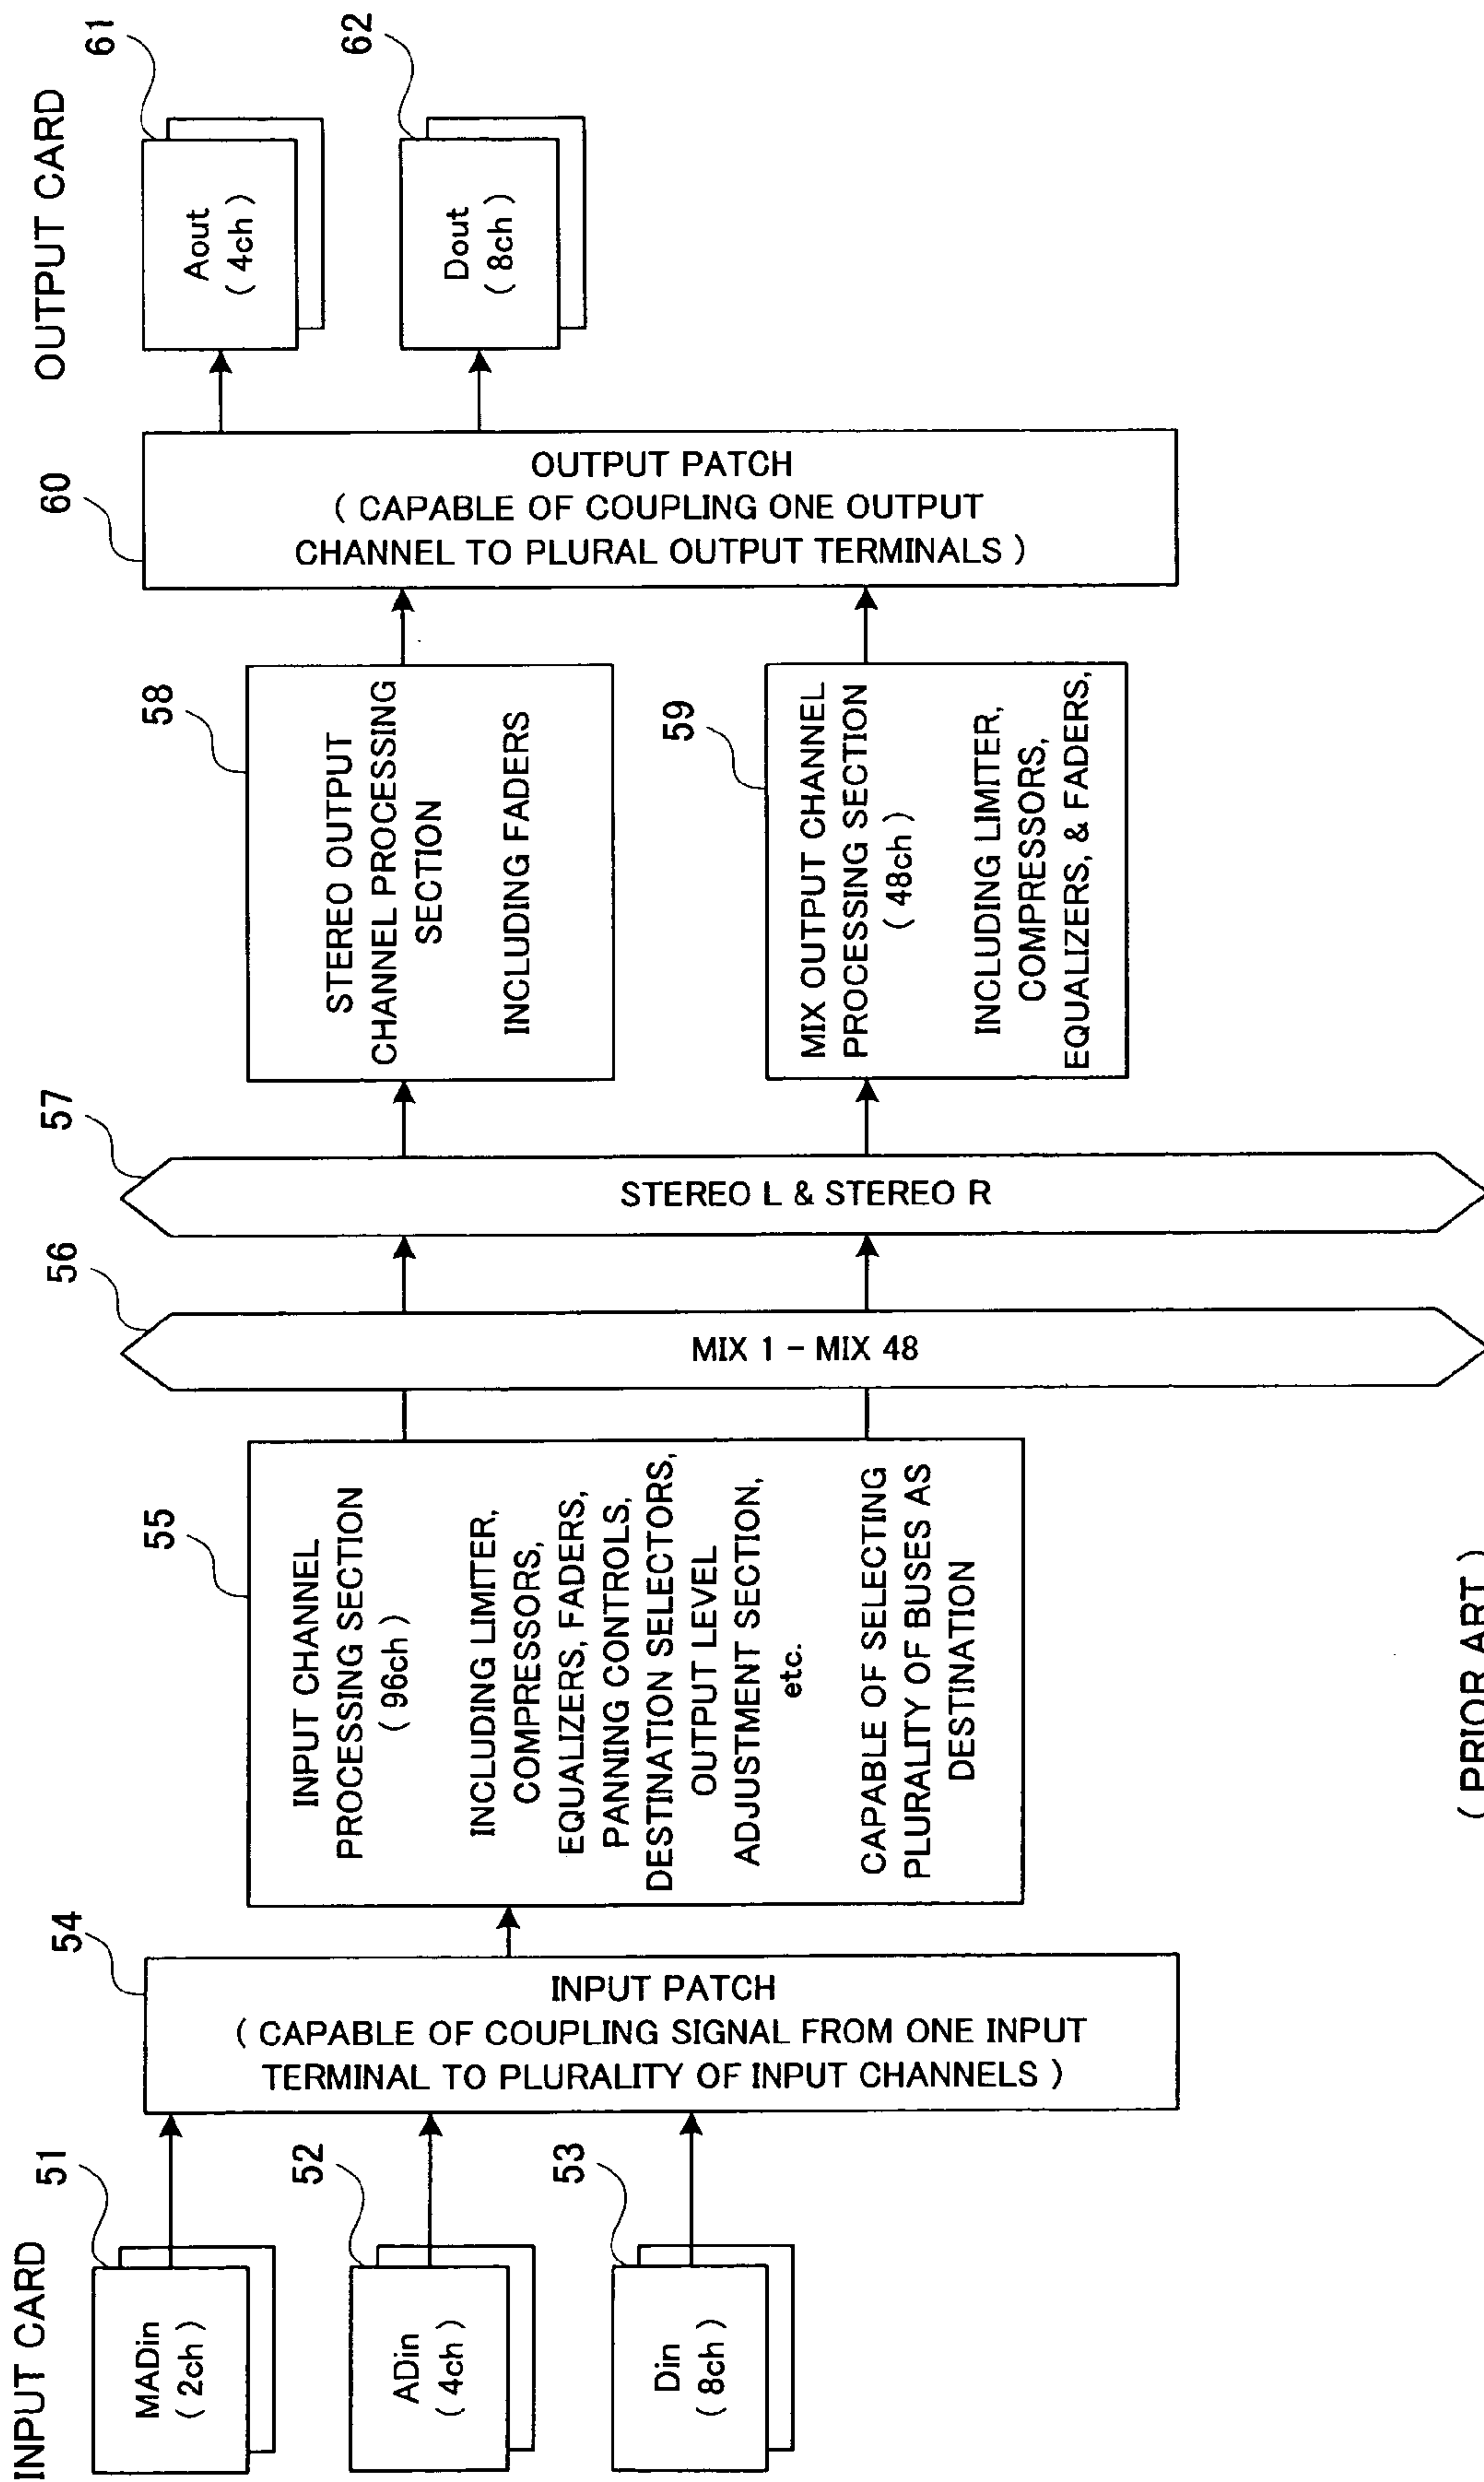 INPUT CARD
51
MADin
( 2ch )
52
ADin
( 4ch )
53
Din
( 8ch )
54
INPUT PATCH
( CAPABLE OF COUPLING SIGNAL FROM ONE INPUT
TERMINAL TO PLURALITY OF INPUT CHANNELS )
55
INPUT CHANNEL
PROCESSING SECTION
( 96ch )
INCLUDING LIMITER,
COMPRESSORS,
EQUALIZERS, FADERS,
PANNING CONTROLS,
DESTINATION SELECTORS,
OUTPUT LEVEL
ADJUSTMENT SECTION,
etc.
CAPABLE OF SELECTING
PLURALITY OF BUSES AS
DESTINATION
56
MIX 1 - MIX 48
57
STEREO L & STEREO R
58
STEREO OUTPUT
CHANNEL PROCESSING
SECTION
INCLUDING FADERS
59
MIX OUTPUT CHANNEL
PROCESSING SECTION
( 48ch )
INCLUDING LIMITER,
COMPRESSORS,
EQUALIZERS, & FADERS,
60
OUTPUT PATCH
( CAPABLE OF COUPLING ONE OUTPUT
CHANNEL TO PLURAL OUTPUT TERMINALS )
OUTPUT CARD
61
Aout
( 4ch )
62
Dout
( 8ch )
( PRIOR ART )